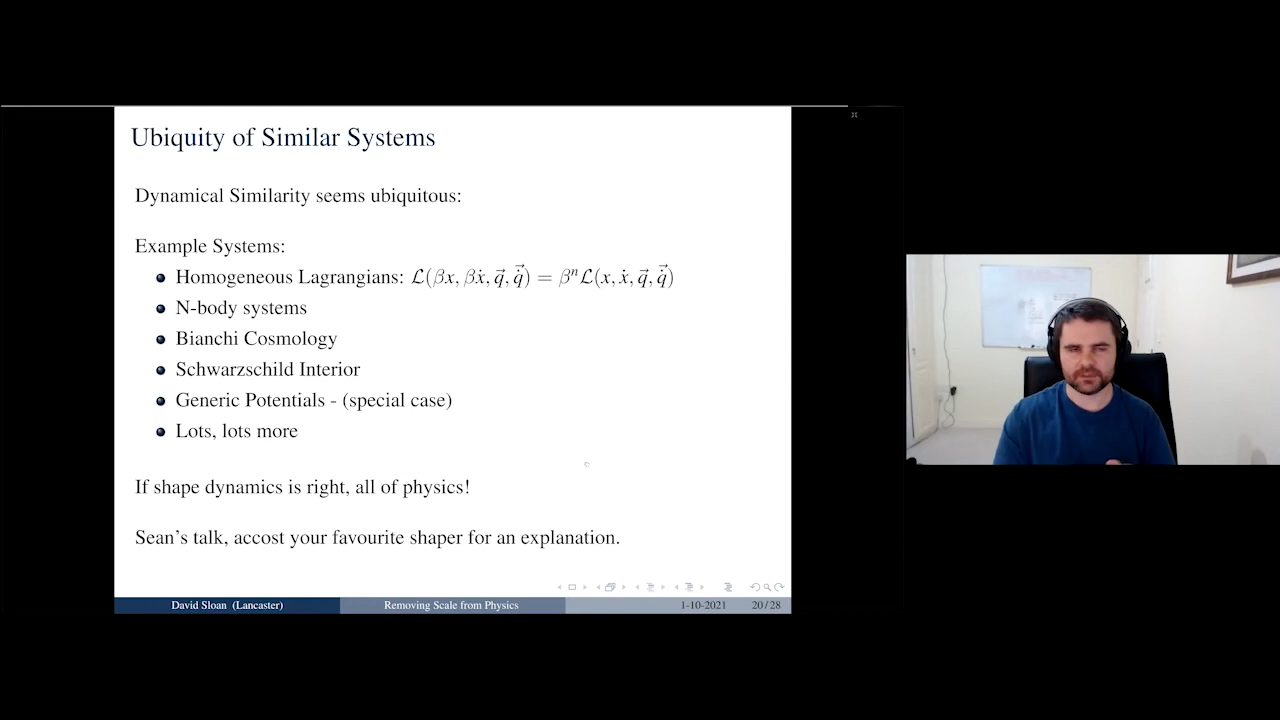 Ubiquity of Similar Systems
Dynamical Similarity seems ubiquitous:
Example Systems:
Homogeneous Lagrangians: ℒ(βx, βẋ, q⃗, q̇⃗) = βⁿℒ(x, ẋ, q⃗, q̇⃗)
N-body systems
Bianchi Cosmology
Schwarzschild Interior
Generic Potentials - (special case)
Lots, lots more
If shape dynamics is right, all of physics!
Sean's talk, accost your favourite shaper for an explanation.
David Sloan (Lancaster) Removing Scale from Physics 1-10-2021 20/28